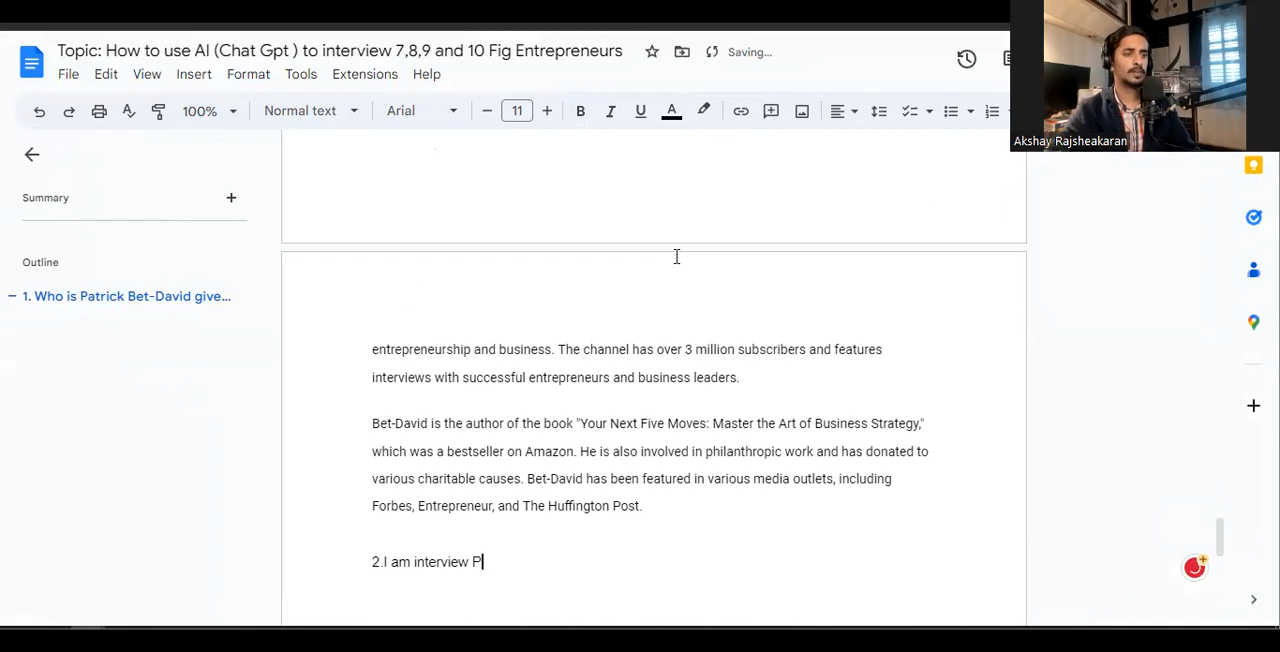 Topic: How to use AI (Chat Gpt ) to interview 7,8,9 and 10 Fig Entrepreneurs
Saving...
File Edit View Insert Format Tools Extensions Help
100% Normal text Arial 11 B I U A
Akshay Rajsheakaran
Summary
Outline
1. Who is Patrick Bet-David give...
entrepreneurship and business. The channel has over 3 million subscribers and features
interviews with successful entrepreneurs and business leaders.
Bet-David is the author of the book "Your Next Five Moves: Master the Art of Business Strategy,"
which was a bestseller on Amazon. He is also involved in philanthropic work and has donated to
various charitable causes. Bet-David has been featured in various media outlets, including
Forbes, Entrepreneur, and The Huffington Post.
2.I am interview P